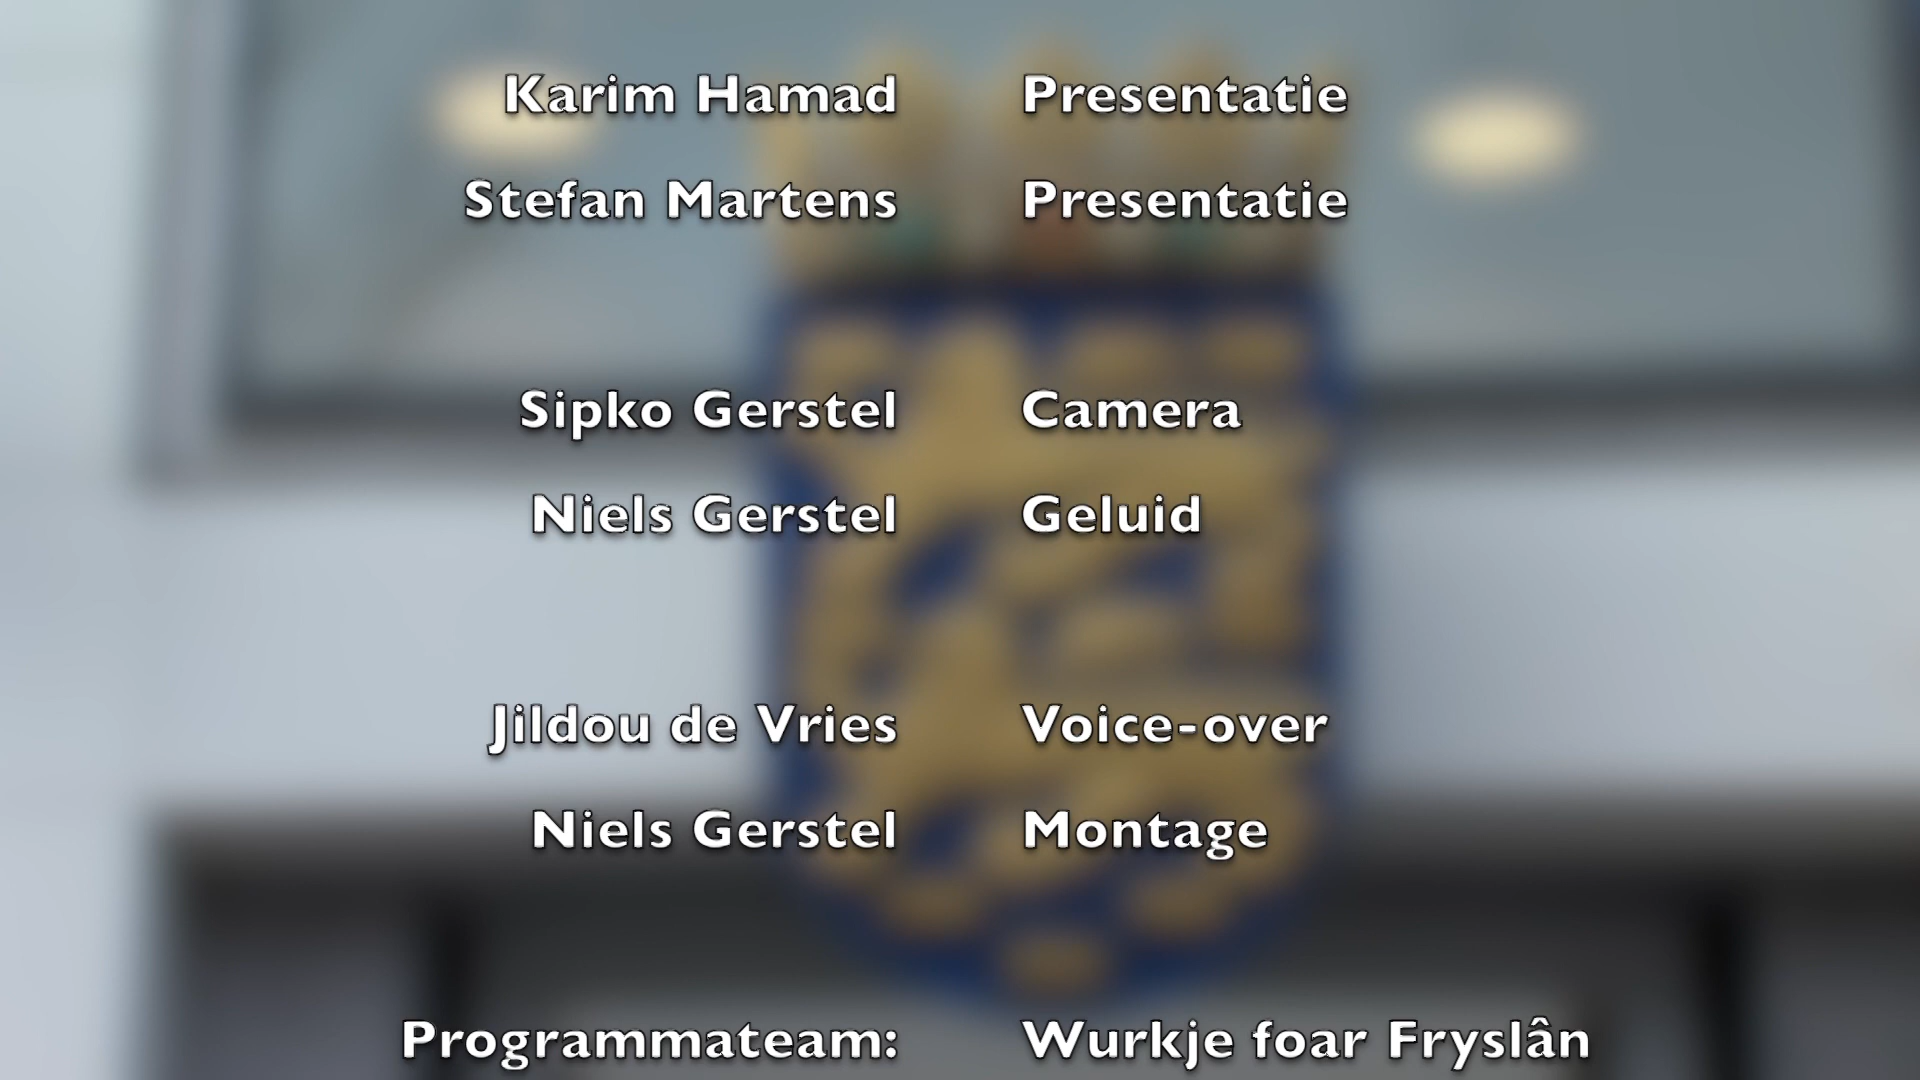 Karim Hamad Presentatie
Stefan Martens Presentatie
Sipko Gerstel Camera
Niels Gerstel Geluid
Jildou de Vries Voice-over
Niels Gerstel Montage
Programmateam: Wurkje foar Fryslân